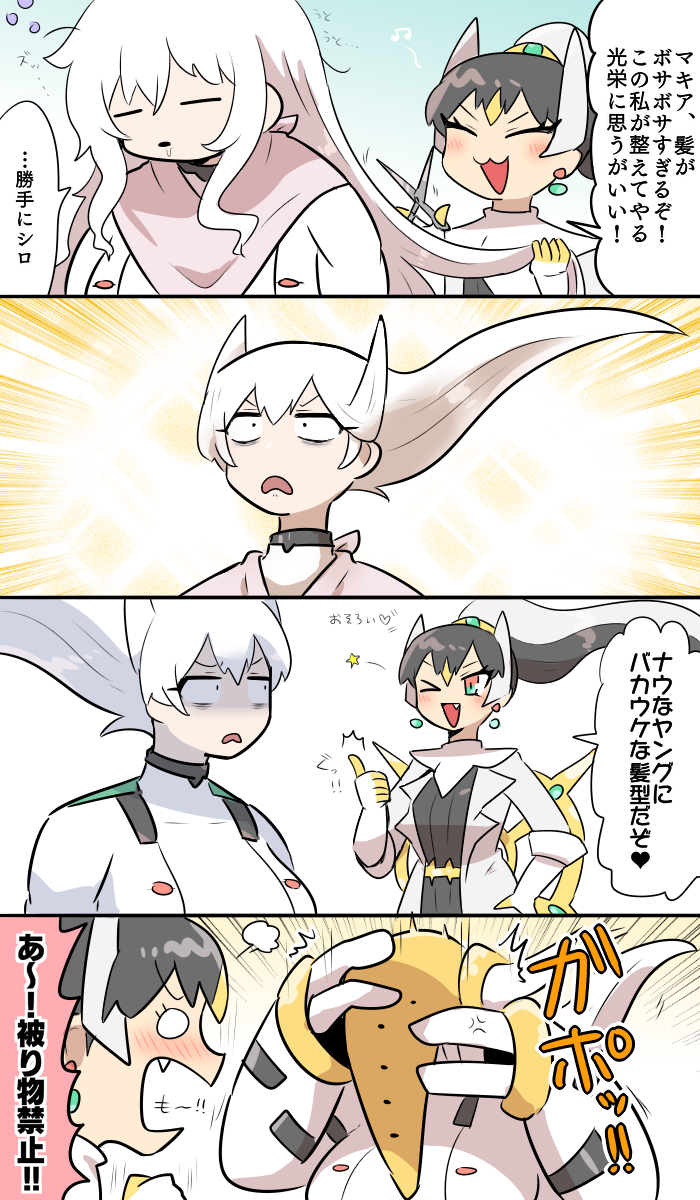 マキア、髪が
ボサボサすぎるぞ!
この私が整えてやる
光栄に思うがいい!
うと
うと…
ズッ…
…勝手にシロ
おそろい♡
ナウなヤングに
バカウケな髪型だぞ♥
ぐっ!!
ガポッ!!
も～!!
あ～!被り物禁止!!